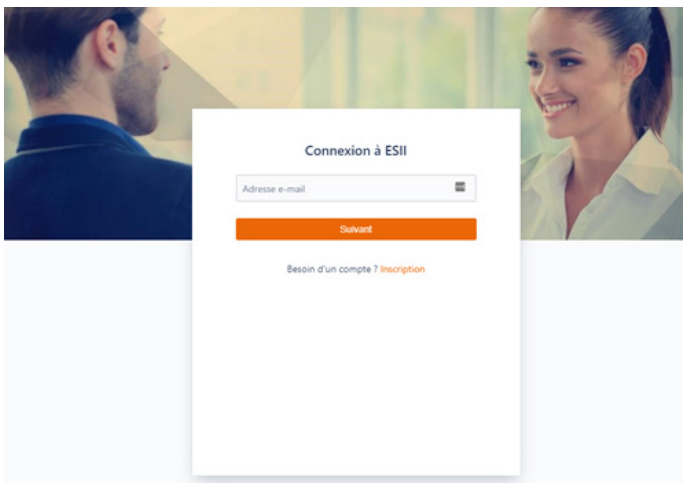 Connexion à ESII
Adresse e-mail
Suivant
Besoin d'un compte ? Inscription